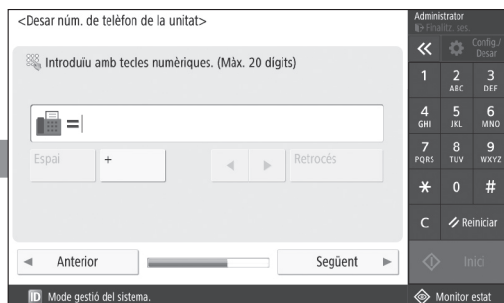 <Desar núm. de telèfon de la unitat>
Introduïu amb tecles numèriques. (Màx. 20 dígits)
=
Espai
+
Retrocés
Anterior
Següent
ID Mode gestió del sistema.
Administrator
Finalitz. ses.
Config./
Desar
1
2
ABC
3
DEF
4
GHI
5
JKL
6
MNO
7
PQRS
8
TUV
9
WXYZ
*
0
#
C
Reiniciar
Inici
Monitor estat